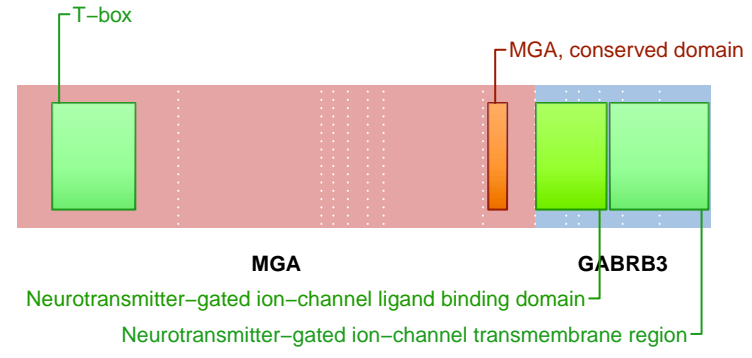 T−box
MGA, conserved domain
MGA
GABRB3
Neurotransmitter−gated ion−channel ligand binding domain
Neurotransmitter−gated ion−channel transmembrane region